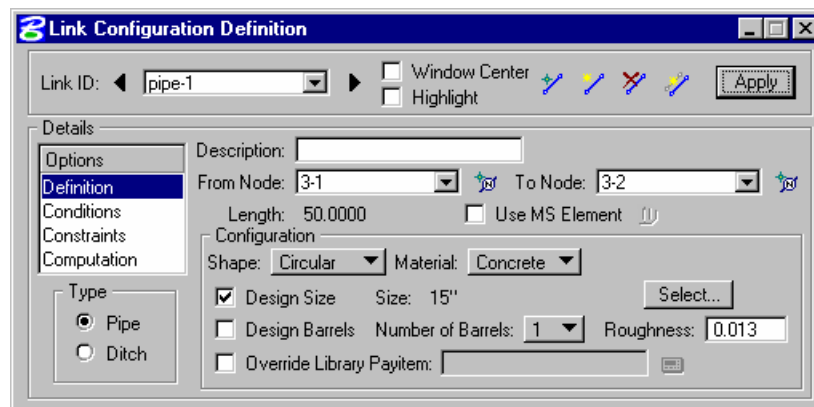 Link Configuration Definition
Link ID: pipe-1 Window Center Apply
Highlight
Details
Options Description:
Definition From Node: 3-1 To Node: 3-2
Conditions Length: 50.0000 Use MS Element
Constraints Configuration
Computation Shape: Circular Material: Concrete
Type Design Size Size: 15" Select...
Pipe Design Barrels Number of Barrels: 1 Roughness: 0.013
Ditch Override Library Payitem: